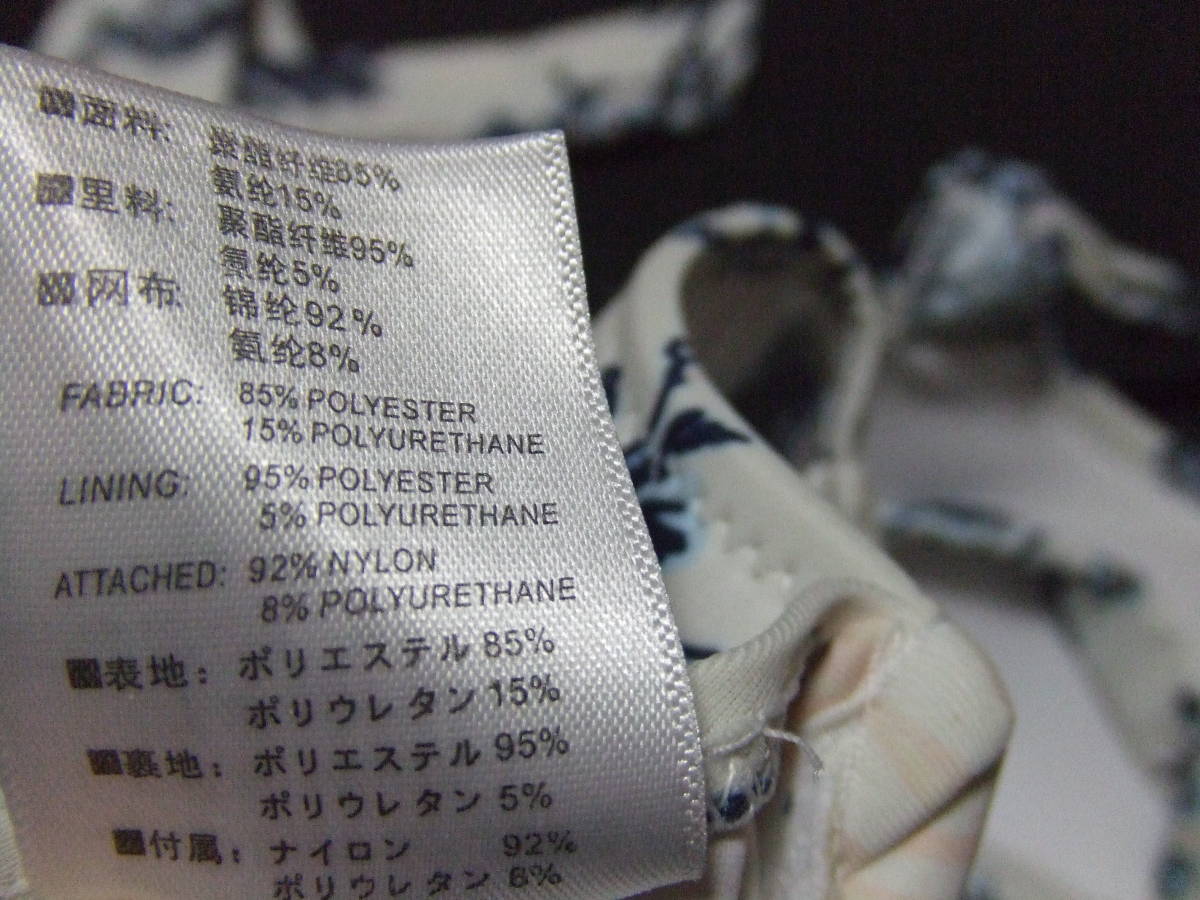 面料: 聚酯纤维85%
氨纶15%
里料: 聚酯纤维95%
氨纶5%
网布: 锦纶92%
氨纶8%
FABRIC: 85% POLYESTER
15% POLYURETHANE
LINING: 95% POLYESTER
5% POLYURETHANE
ATTACHED: 92% NYLON
8% POLYURETHANE
表地: ポリエステル 85%
ポリウレタン 15%
裏地: ポリエステル 95%
ポリウレタン 5%
付属: ナイロン 92%
ポリウレタン 8%